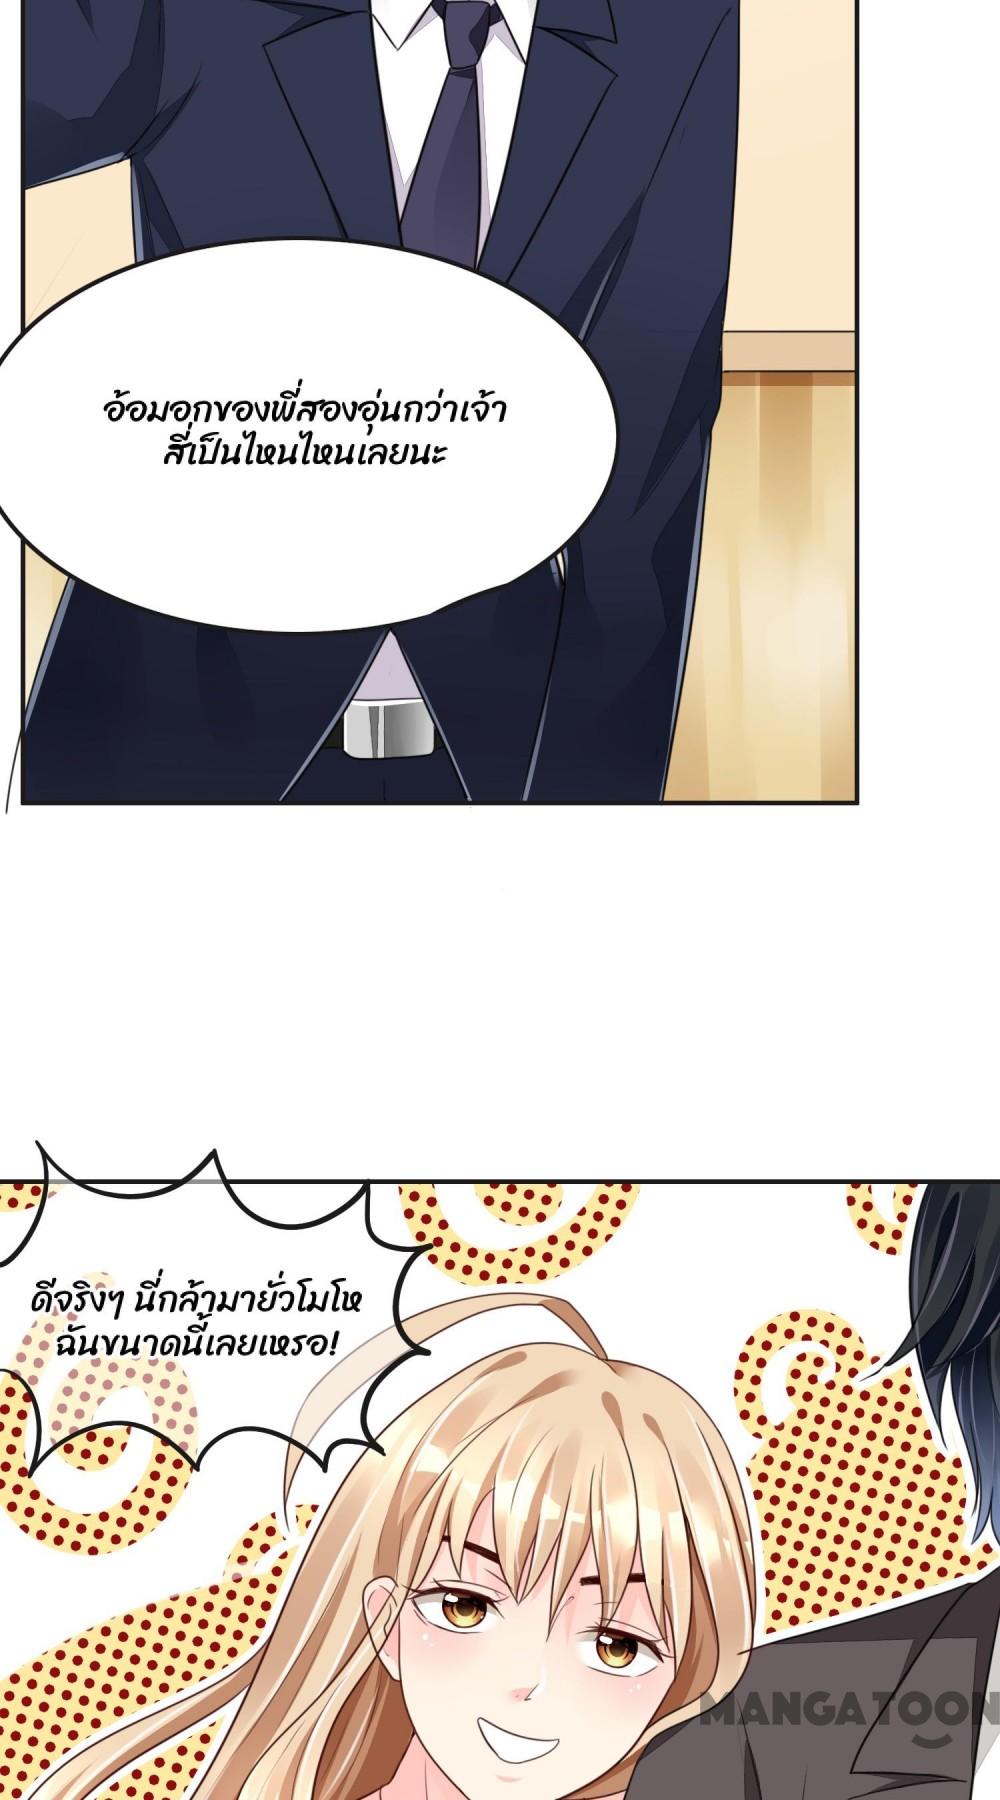 อ้อมอกของพี่สองอุ่นกว่าเจ้า
สี่เป็นไหนไหนเลยนะ
ดีจริงๆ นี่กล้ามายั่วโมโห
ฉันขนาดนี้เลยเหรอ!
MANGATOON